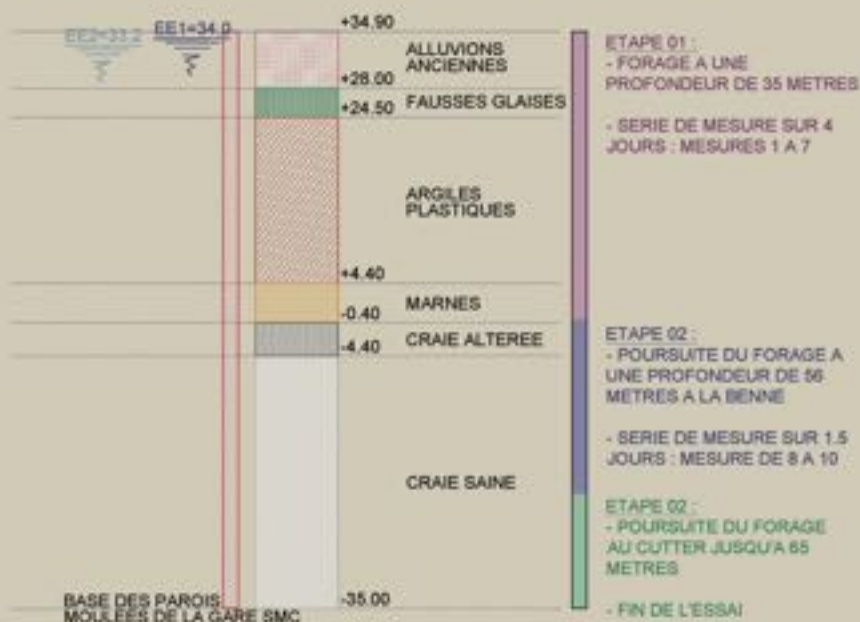 EE2=33.2
EE1=34.0
+34.90
ALLUVIONS
ANCIENNES
+28.00
+24.50
FAUSSES GLAISES
ARGILES
PLASTIQUES
+4.40
MARNES
-0.40
CRAIE ALTEREE
-4.40
CRAIE SAINE
-35.00
BASE DES PAROIS
MOULEES DE LA GARE SMC
ETAPE 01 :
- FORAGE A UNE
PROFONDEUR DE 35 METRES
- SERIE DE MESURE SUR 4
JOURS : MESURES 1 A 7
ETAPE 02 :
- POURSUITE DU FORAGE A
UNE PROFONDEUR DE 56
METRES A LA BENNE
- SERIE DE MESURE SUR 1.5
JOURS : MESURE DE 8 A 10
ETAPE 02 :
- POURSUITE DU FORAGE
AU CUTTER JUSQU'A 65
METRES
- FIN DE L'ESSAI